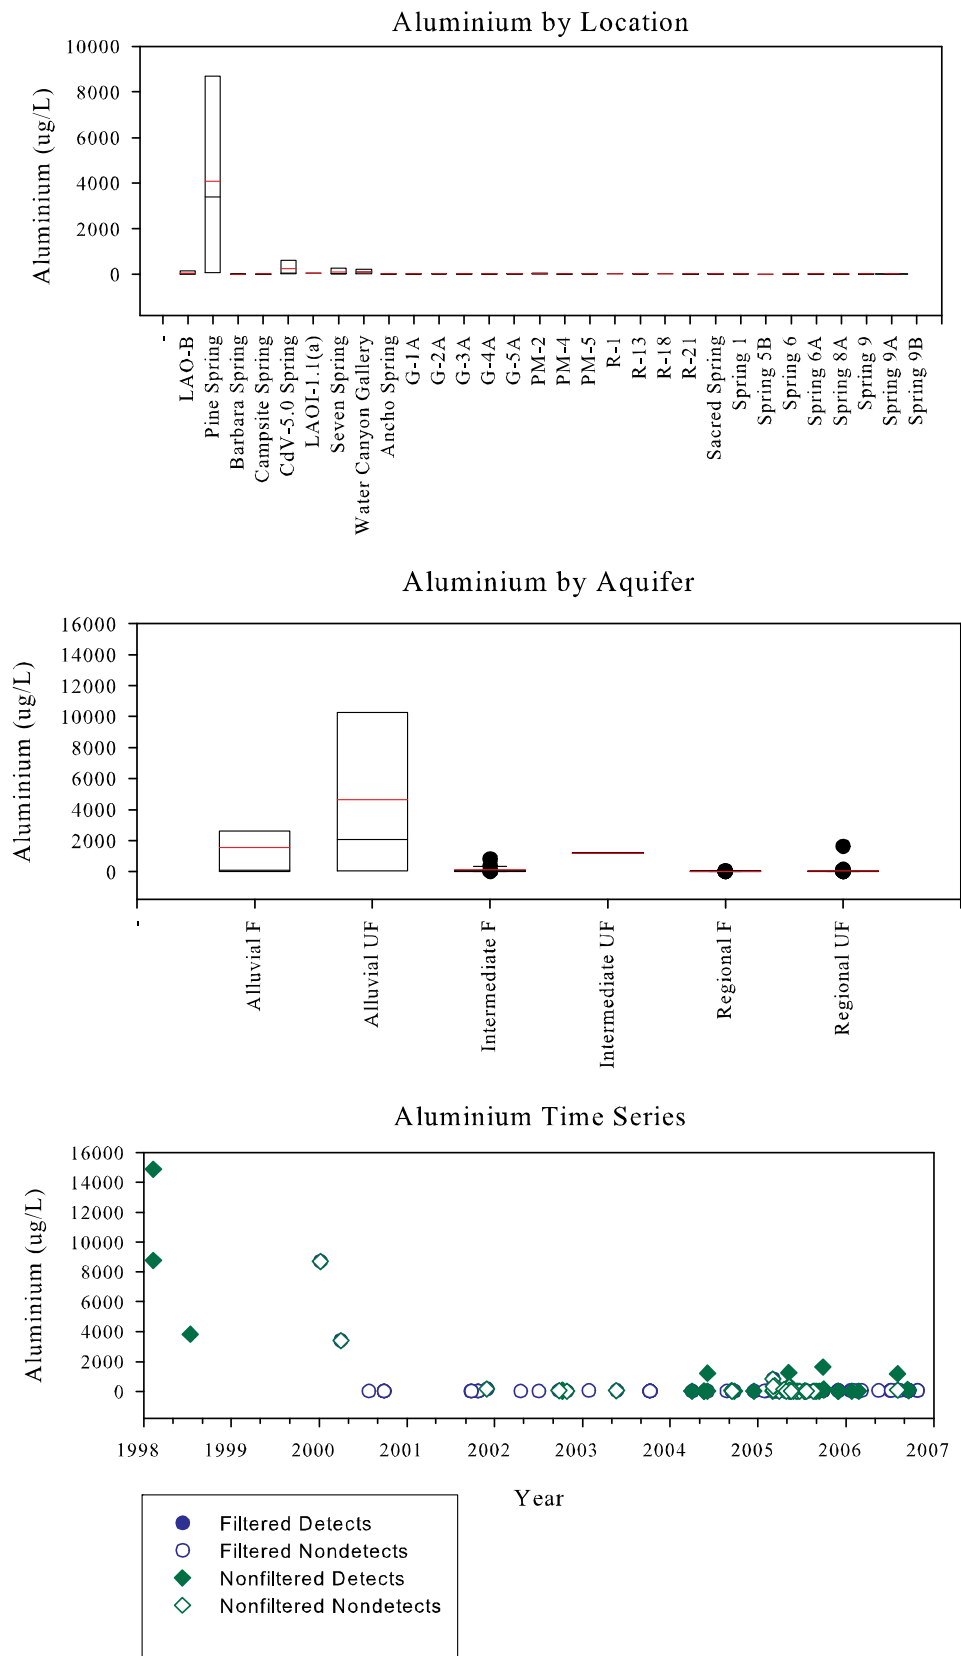 Aluminium by Location
Aluminium (ug/L)
10000
8000
6000
4000
2000
0
-
LAO-B
Pine Spring
Barbara Spring
Campsite Spring
CdV-5.0 Spring
LAOI-1.1(a)
Seven Spring
Water Canyon Gallery
Ancho Spring
G-1A
G-2A
G-3A
G-4A
G-5A
PM-2
PM-4
PM-5
R-1
R-13
R-18
R-21
Sacred Spring
Spring 1
Spring 5B
Spring 6
Spring 6A
Spring 8A
Spring 9
Spring 9A
Spring 9B
Aluminium by Aquifer
Aluminium (ug/L)
16000
14000
12000
10000
8000
6000
4000
2000
0
-
Alluvial F
Alluvial UF
Intermediate F
Intermediate UF
Regional F
Regional UF
Aluminium Time Series
Aluminium (ug/L)
16000
14000
12000
10000
8000
6000
4000
2000
0
1998 1999 2000 2001 2002 2003 2004 2005 2006 2007
Year
Filtered Detects
Filtered Nondetects
Nonfiltered Detects
Nonfiltered Nondetects